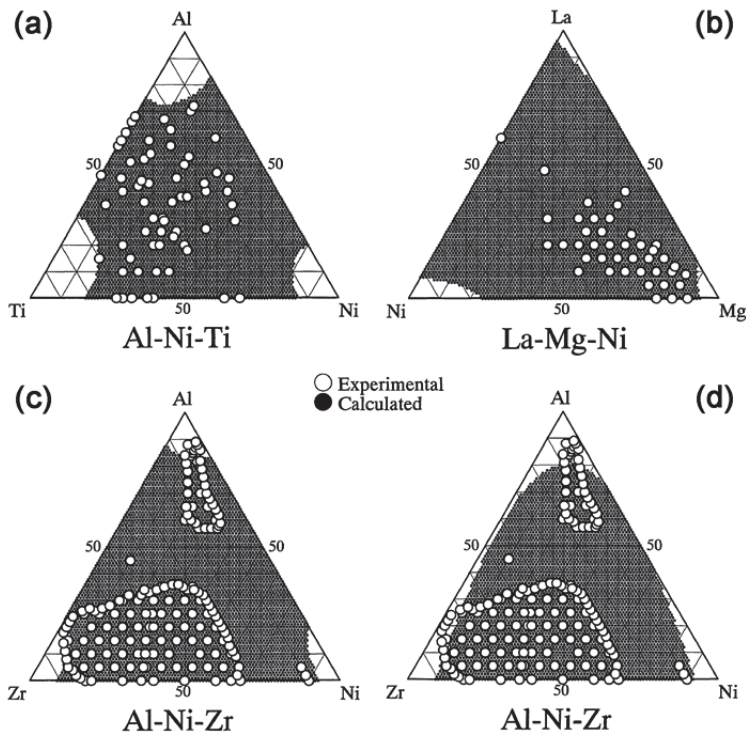 (a)
Al
50
50
Ti
50
Ni
Al-Ni-Ti
(b)
La
50
50
Ni
50
Mg
La-Mg-Ni
Experimental
Calculated
(c)
Al
50
50
Zr
50
Ni
Al-Ni-Zr
(d)
Al
50
50
Zr
50
Ni
Al-Ni-Zr